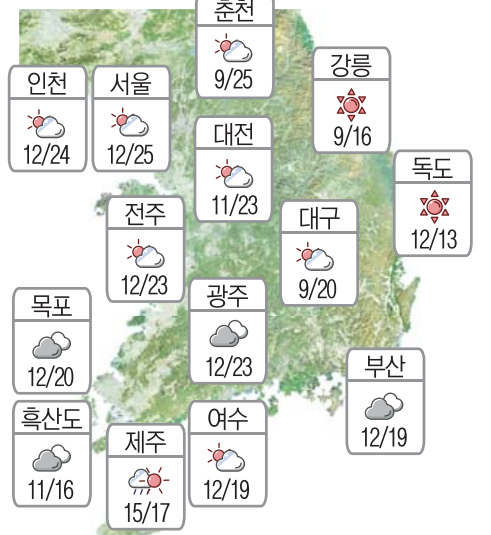 춘천
9/25
강릉
9/16
인천
12/24
서울
12/25
대전
11/23
독도
12/13
전주
12/23
대구
9/20
광주
12/23
목포
12/20
부산
12/19
흑산도
11/16
여수
12/19
제주
15/17